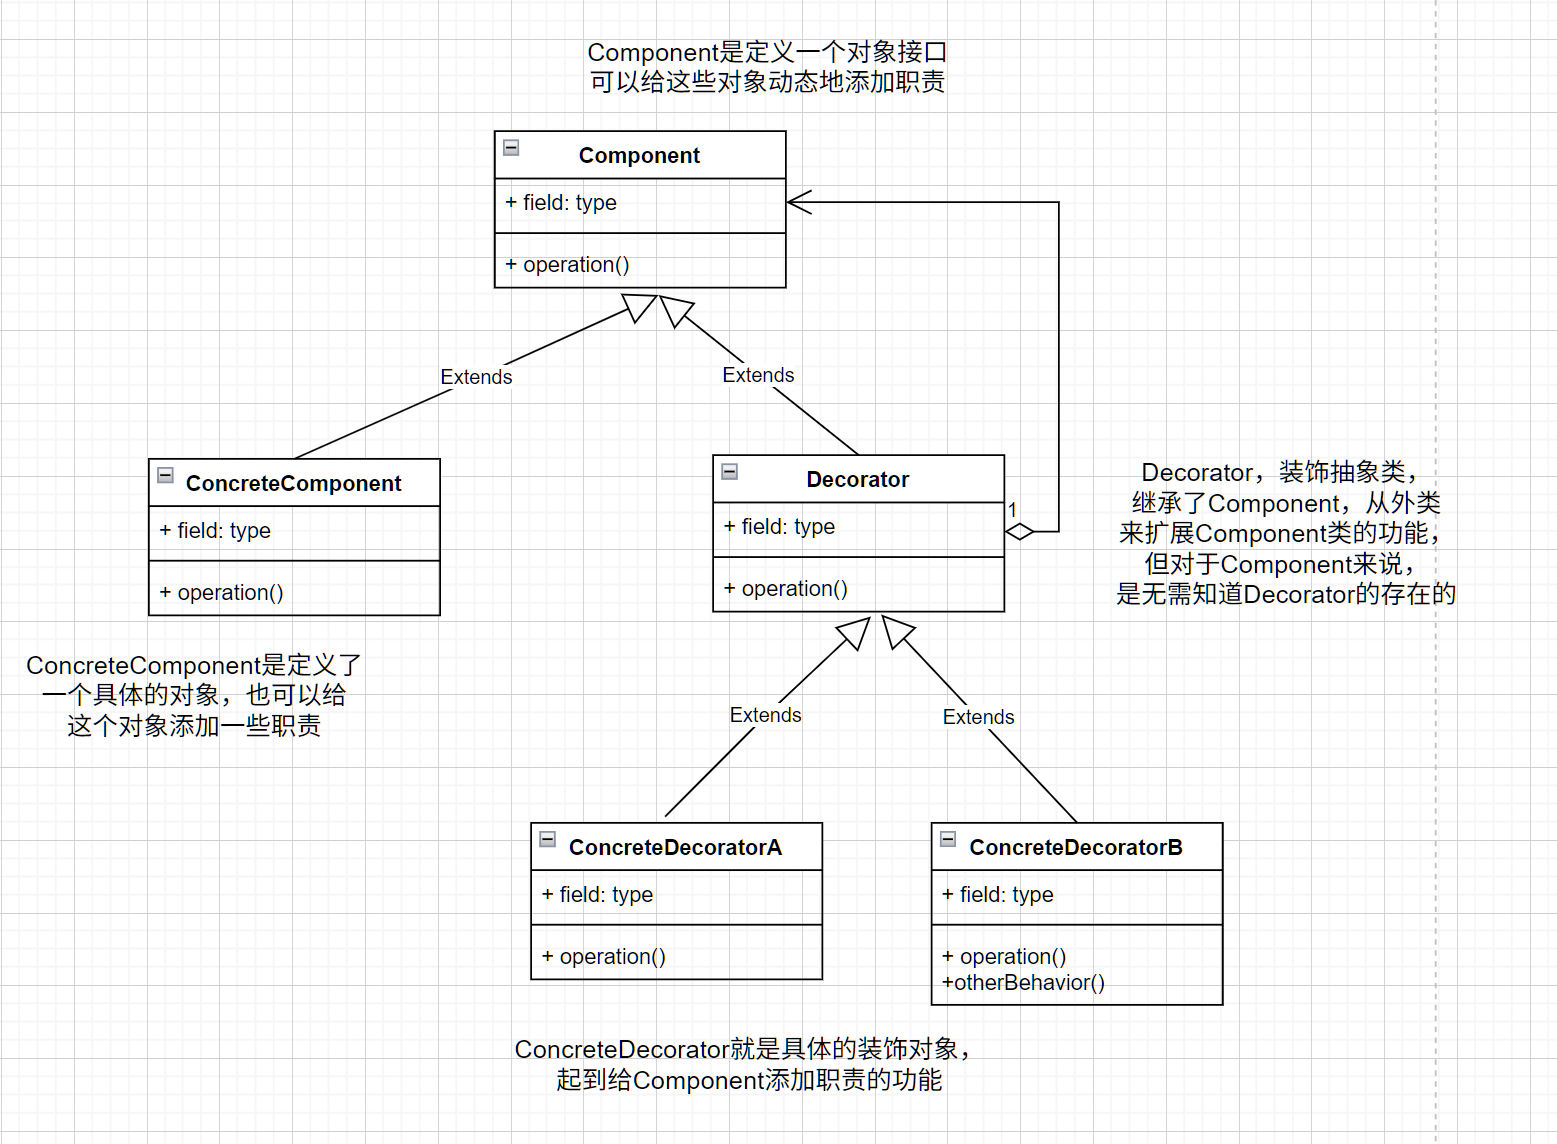 Component是定义一个对象接口
可以给这些对象动态地添加职责
Component
+ field: type
+ operation()
Extends
Extends
ConcreteComponent
+ field: type
+ operation()
Decorator
+ field: type
+ operation()
1
Decorator，装饰抽象类，
继承了Component，从外类
来扩展Component类的功能，
但对于Component来说，
是无需知道Decorator的存在的
ConcreteComponent是定义了
一个具体的对象，也可以给
这个对象添加一些职责
Extends
Extends
ConcreteDecoratorA
+ field: type
+ operation()
ConcreteDecoratorB
+ field: type
+ operation()
+otherBehavior()
ConcreteDecorator就是具体的装饰对象，
起到给Component添加职责的功能